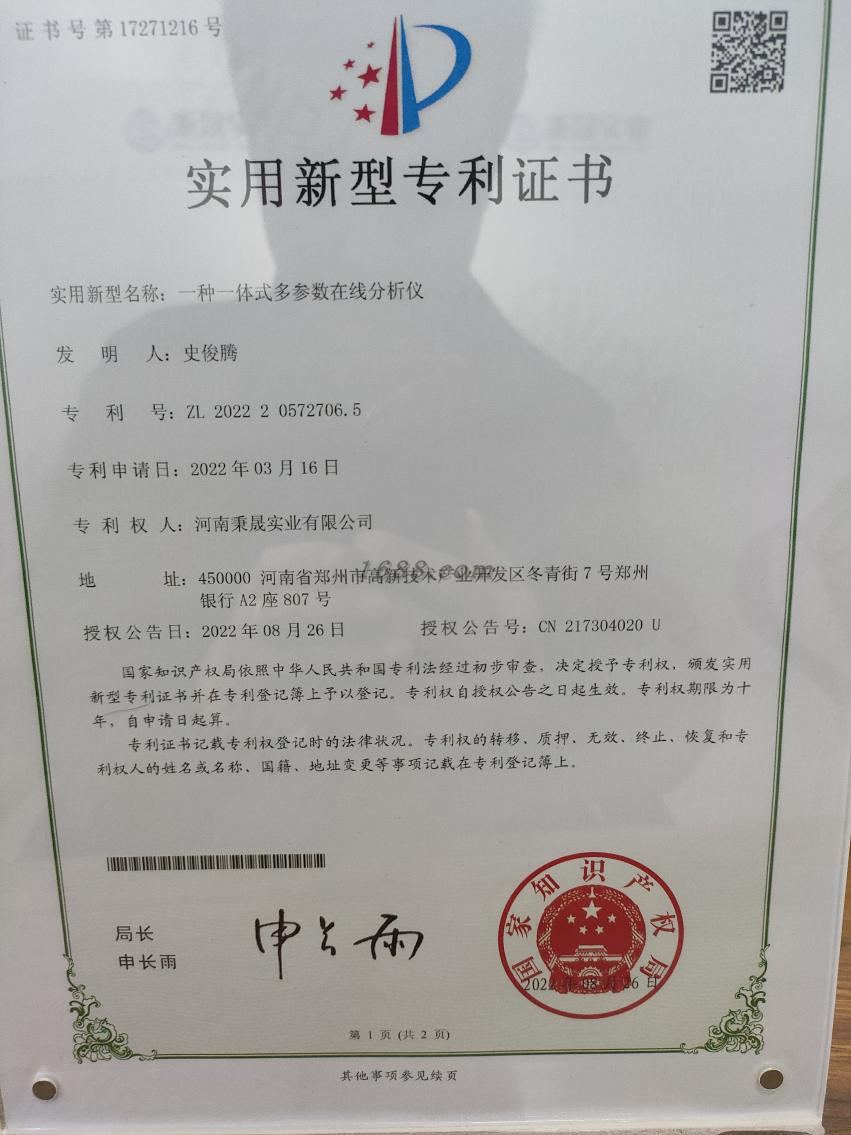 证书号第17271216号
实用新型专利证书
实用新型名称：一种一体式多参数在线分析仪
发 明 人：史俊腾
专 利 号：ZL 2022 2 0572706.5
专利申请日：2022年03月16日
专 利 权 人：河南秉晟实业有限公司
地 址：450000 河南省郑州市高新技术产业开发区冬青街7号郑州
银行A2座807号
1688.com
授权公告日：2022年08月26日 授权公告号：CN 217304020 U
国家知识产权局依照中华人民共和国专利法经过初步审查，决定授予专利权，颁发实用
新型专利证书并在专利登记簿上予以登记。专利权自授权公告之日起生效。专利权期限为十
年，自申请日起算。
专利证书记载专利权登记时的法律状况。专利权的转移、质押、无效、终止、恢复和专
利权人的姓名或名称、国籍、地址变更等事项记载在专利登记簿上。
局长
申长雨
申长雨
国家知识产权局
2022年08月26日
第 1 页 (共 2 页)
其他事项参见续页